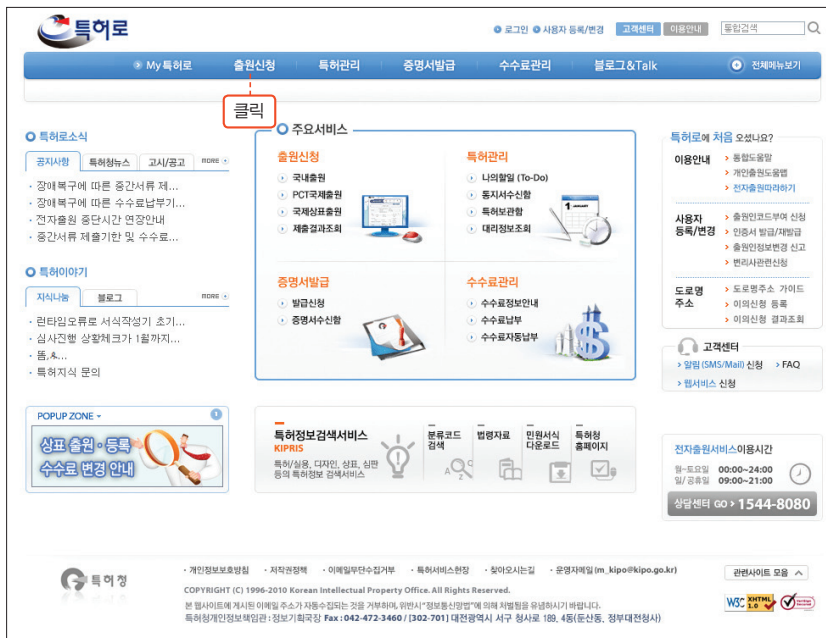 특허로
로그인 사용자 등록/변경 고객센터 이용안내 통합검색
My특허로 출원신청 특허관리 증명서발급 수수료관리 블로그&Talk 전체메뉴보기
클릭
특허로소식
공지사항 특허청뉴스 고시/공고 MORE
· 장애복구에 따른 중간서류 제...
· 장애복구에 따른 수수료납부기...
· 전자출원 중단시간 연장안내
· 중간서류 제출기한 및 수수료...
특허이야기
지식나눔 블로그 MORE
· 런타임오류로 서식작성기 초기...
· 심사진행 상황체크가 1월까지...
· 특허지식 문의
POPUP ZONE
1
상표 출원·등록
수수료 변경 안내
주요서비스
출원신청
국내출원
PCT국제출원
국제상표출원
제출결과조회
특허관리
나의할일 (To-Do)
통지서수신함
특허보관함
대리정보조회
1 JANUARY
증명서발급
발급신청
증명서수신함
수수료관리
수수료정보안내
수수료납부
수수료자동납부
특허정보검색서비스
KIPRIS
특허/실용, 디자인, 상표, 심판
등의 특허정보 검색서비스
분류코드
검색
법령자료
민원서식
다운로드
특허청
홈페이지
특허로에 처음 오셨나요?
이용안내
> 통합도움말
> 개인출원도움맵
> 전자출원따라하기
사용자
등록/변경
> 출원인코드부여 신청
> 인증서 발급/재발급
> 출원인정보변경 신고
> 변리사관련신청
도로명
주소
> 도로명주소 가이드
> 이의신청 등록
> 이의신청 결과조회
고객센터
> 알림(SMS/Mail) 신청 > FAQ
> 웹서비스 신청
전자출원서비스이용시간
월~토요일 00:00~24:00
일/공휴일 09:00~21:00
상담센터 GO > 1544-8080
특허청
· 개인정보보호방침 · 저작권정책 · 이메일무단수집거부 · 특허서비스헌장 · 찾아오시는길 · 운영자메일(m_kipo@kipo.go.kr)
관련사이트 모음
COPYRIGHT (C) 1996-2010 Korean Intellectual Property Office. All Rights Reserved.
본 웹사이트에 게시된 이메일 주소가 자동수집되는 것을 거부하며, 위반시 "정보통신망법"에 의해 처벌됨을 유념하시기 바랍니다.
특허청개인정보책임관 : 정보기획국장 Fax : 042-472-3460 / [302-701] 대전광역시 서구 청사로 189, 4동(둔산동, 정부대전청사)
W3C XHTML 1.0